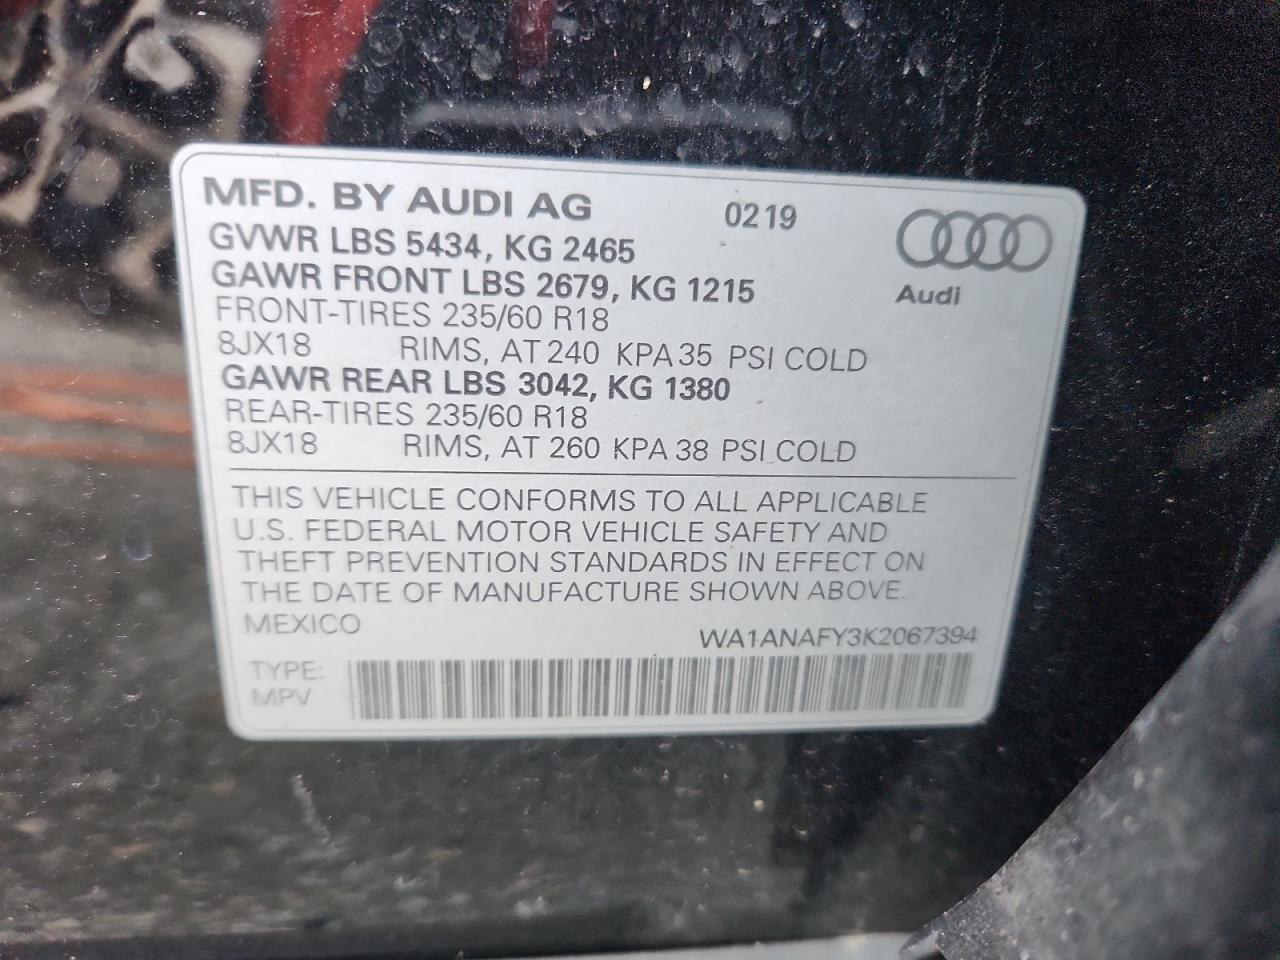 MFD. BY AUDI AG 0219
GVWR LBS 5434, KG 2465
GAWR FRONT LBS 2679, KG 1215
Audi
FRONT-TIRES 235/60 R18
8JX18 RIMS, AT 240 KPA 35 PSI COLD
GAWR REAR LBS 3042, KG 1380
REAR-TIRES 235/60 R18
8JX18 RIMS, AT 260 KPA 38 PSI COLD
THIS VEHICLE CONFORMS TO ALL APPLICABLE
U.S. FEDERAL MOTOR VEHICLE SAFETY AND
THEFT PREVENTION STANDARDS IN EFFECT ON
THE DATE OF MANUFACTURE SHOWN ABOVE.
MEXICO
WA1ANAFY3K2067394
TYPE:
MPV